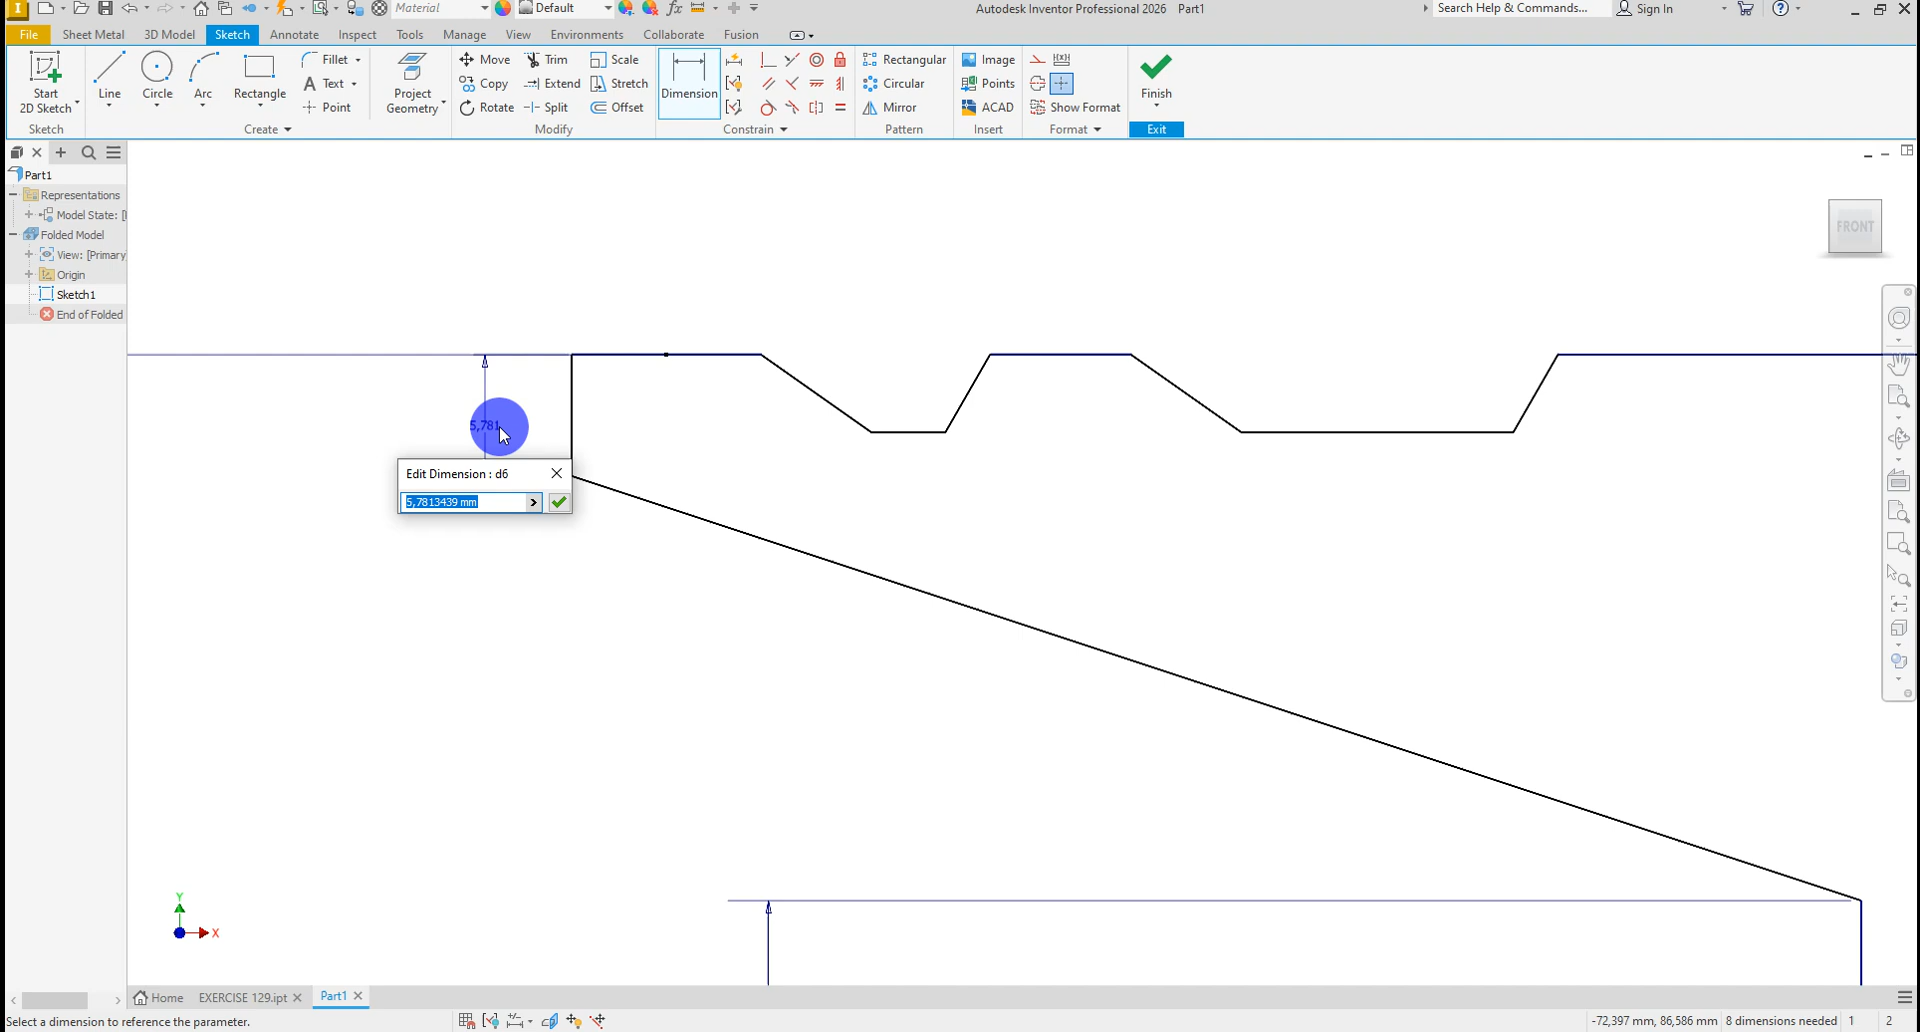 Material
Default
Autodesk Inventor Professional 2026 Part1
Search Help & Commands...
Sign In
File
Sheet Metal
3D Model
Sketch
Annotate
Inspect
Tools
Manage
View
Environments
Collaborate
Fusion
Start
2D Sketch
Sketch
Line
Circle
Arc
Rectangle
Fillet
Text
Point
Create
Project
Geometry
Move
Copy
Rotate
Trim
Extend
Split
Scale
Stretch
Offset
Modify
Dimension
Constrain
Rectangular
Circular
Mirror
Pattern
Image
Points
ACAD
Insert
Show Format
Format
Finish
Exit
Part1
Representations
Model State: [
Folded Model
View: [Primary
Origin
Sketch1
End of Folded
FRONT
5,781
Edit Dimension : d6
5,7813439 mm
Y
X
Home
EXERCISE 129.ipt
Part1
Select a dimension to reference the parameter.
-72,397 mm, 86,586 mm
8 dimensions needed
1
2